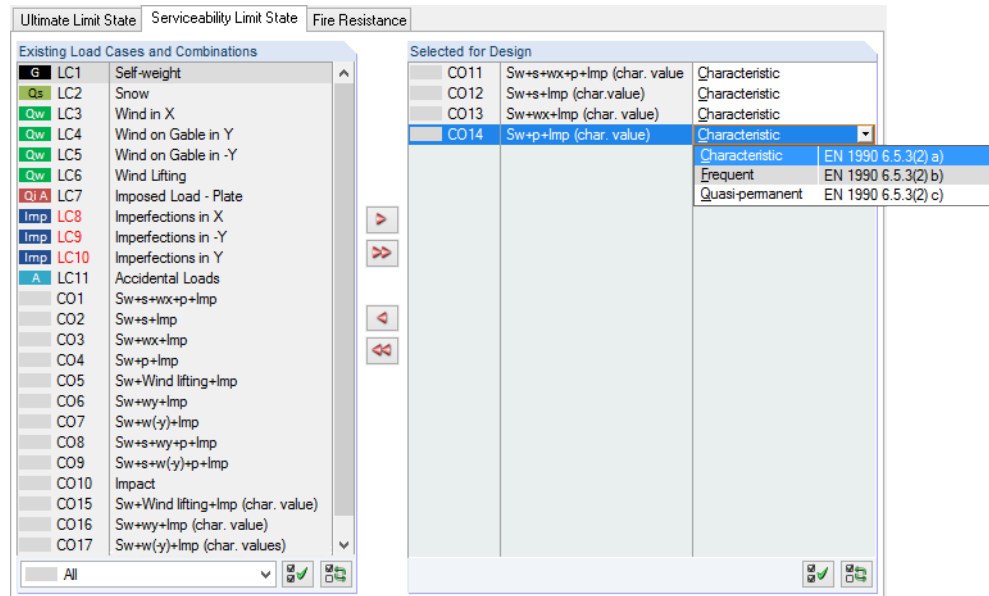 Ultimate Limit State Serviceability Limit State Fire Resistance
Existing Load Cases and Combinations
G LC1 Self-weight
Qs LC2 Snow
Qw LC3 Wind in X
Qw LC4 Wind on Gable in Y
Qw LC5 Wind on Gable in -Y
Qw LC6 Wind Lifting
Qi A LC7 Imposed Load - Plate
Imp LC8 Imperfections in X
Imp LC9 Imperfections in -Y
Imp LC10 Imperfections in Y
A LC11 Accidental Loads
CO1 Sw+s+wx+p+Imp
CO2 Sw+s+Imp
CO3 Sw+wx+Imp
CO4 Sw+p+Imp
CO5 Sw+Wind lifting+Imp
CO6 Sw+wy+Imp
CO7 Sw+w(-y)+Imp
CO8 Sw+s+wy+p+Imp
CO9 Sw+s+w(-y)+p+Imp
CO10 Impact
CO15 Sw+Wind lifting+Imp (char. value)
CO16 Sw+wy+Imp (char. value)
CO17 Sw+w(-y)+Imp (char. values)
All
Selected for Design
CO11 Sw+s+wx+p+Imp (char. value Characteristic
CO12 Sw+s+Imp (char.value) Characteristic
CO13 Sw+wx+Imp (char. value) Characteristic
CO14 Sw+p+Imp (char. value) Characteristic
Characteristic EN 1990 6.5.3(2) a)
Frequent EN 1990 6.5.3(2) b)
Quasi-permanent EN 1990 6.5.3(2) c)